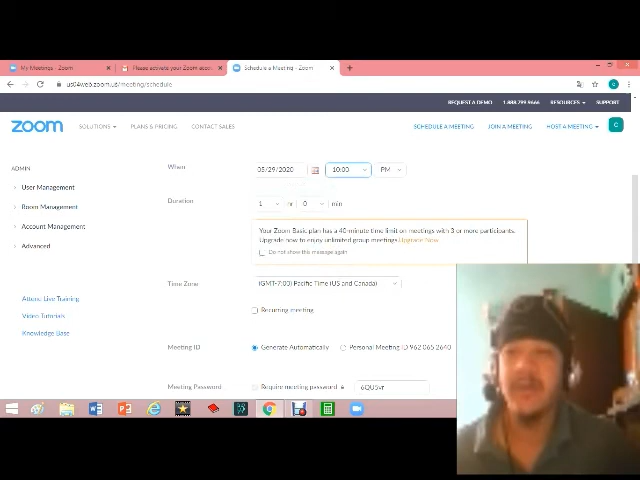 My Meetings - Zoom
Please activate your Zoom acco
Schedule a Meeting - Zoom
us04web.zoom.us/meeting/schedule
REQUEST A DEMO 1.888.799.9666 RESOURCES SUPPORT
zoom SOLUTIONS PLANS & PRICING CONTACT SALES SCHEDULE A MEETING JOIN A MEETING HOST A MEETING
ADMIN
User Management
Room Management
Account Management
Advanced
Attend Live Training
Video Tutorials
Knowledge Base
When 05/29/2020 10:00 PM
Duration 1 hr 0 min
Your Zoom Basic plan has a 40-minute time limit on meetings with 3 or more participants.
Upgrade now to enjoy unlimited group meetings. Upgrade Now
Do not show this message again
Time Zone (GMT-7:00) Pacific Time (US and Canada)
Recurring meeting
Meeting ID Generate Automatically Personal Meeting ID 962 065 2640
Meeting Password Require meeting password 6QU5vr